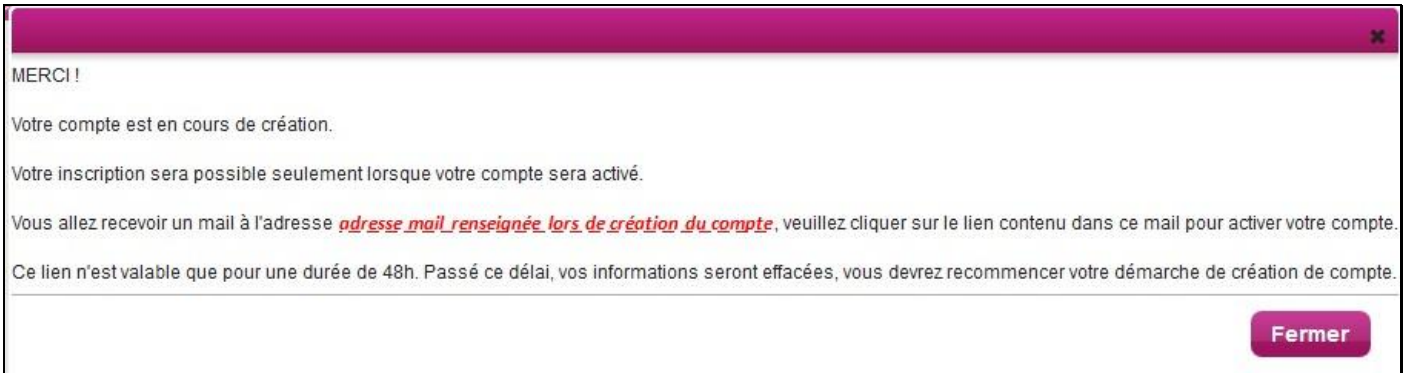 MERCI !
Votre compte est en cours de création.
Votre inscription sera possible seulement lorsque votre compte sera activé.
Vous allez recevoir un mail à l'adresse adresse mail renseignée lors de création du compte, veuillez cliquer sur le lien contenu dans ce mail pour activer votre compte.
Ce lien n'est valable que pour une durée de 48h. Passé ce délai, vos informations seront effacées, vous devrez recommencer votre démarche de création de compte.
Fermer